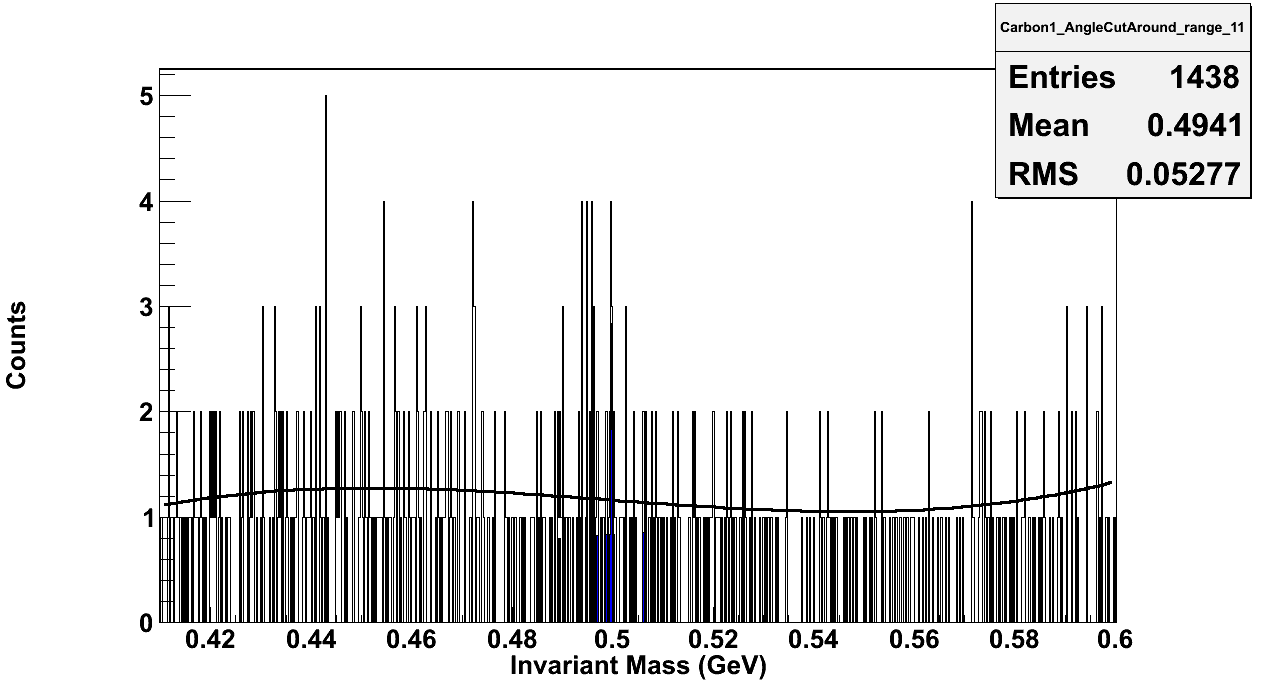 Carbon1_AngleCutAround_range_11
Entries 1438
Mean 0.4941
RMS 0.05277
5
4
3
2
1
0
Counts
0.42 0.44 0.46 0.48 0.5 0.52 0.54 0.56 0.58 0.6
Invariant Mass (GeV)